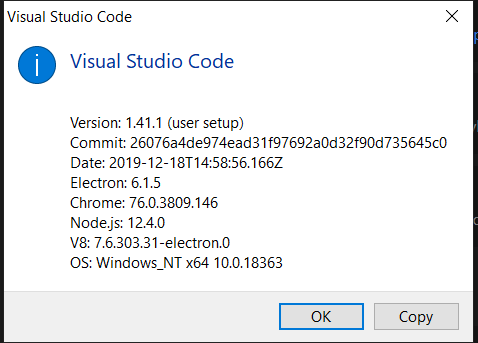 Visual Studio Code
Visual Studio Code
Version: 1.41.1 (user setup)
Commit: 26076a4de974ead31f97692a0d32f90d735645c0
Date: 2019-12-18T14:58:56.166Z
Electron: 6.1.5
Chrome: 76.0.3809.146
Node.js: 12.4.0
V8: 7.6.303.31-electron.0
OS: Windows_NT x64 10.0.18363
OK Copy